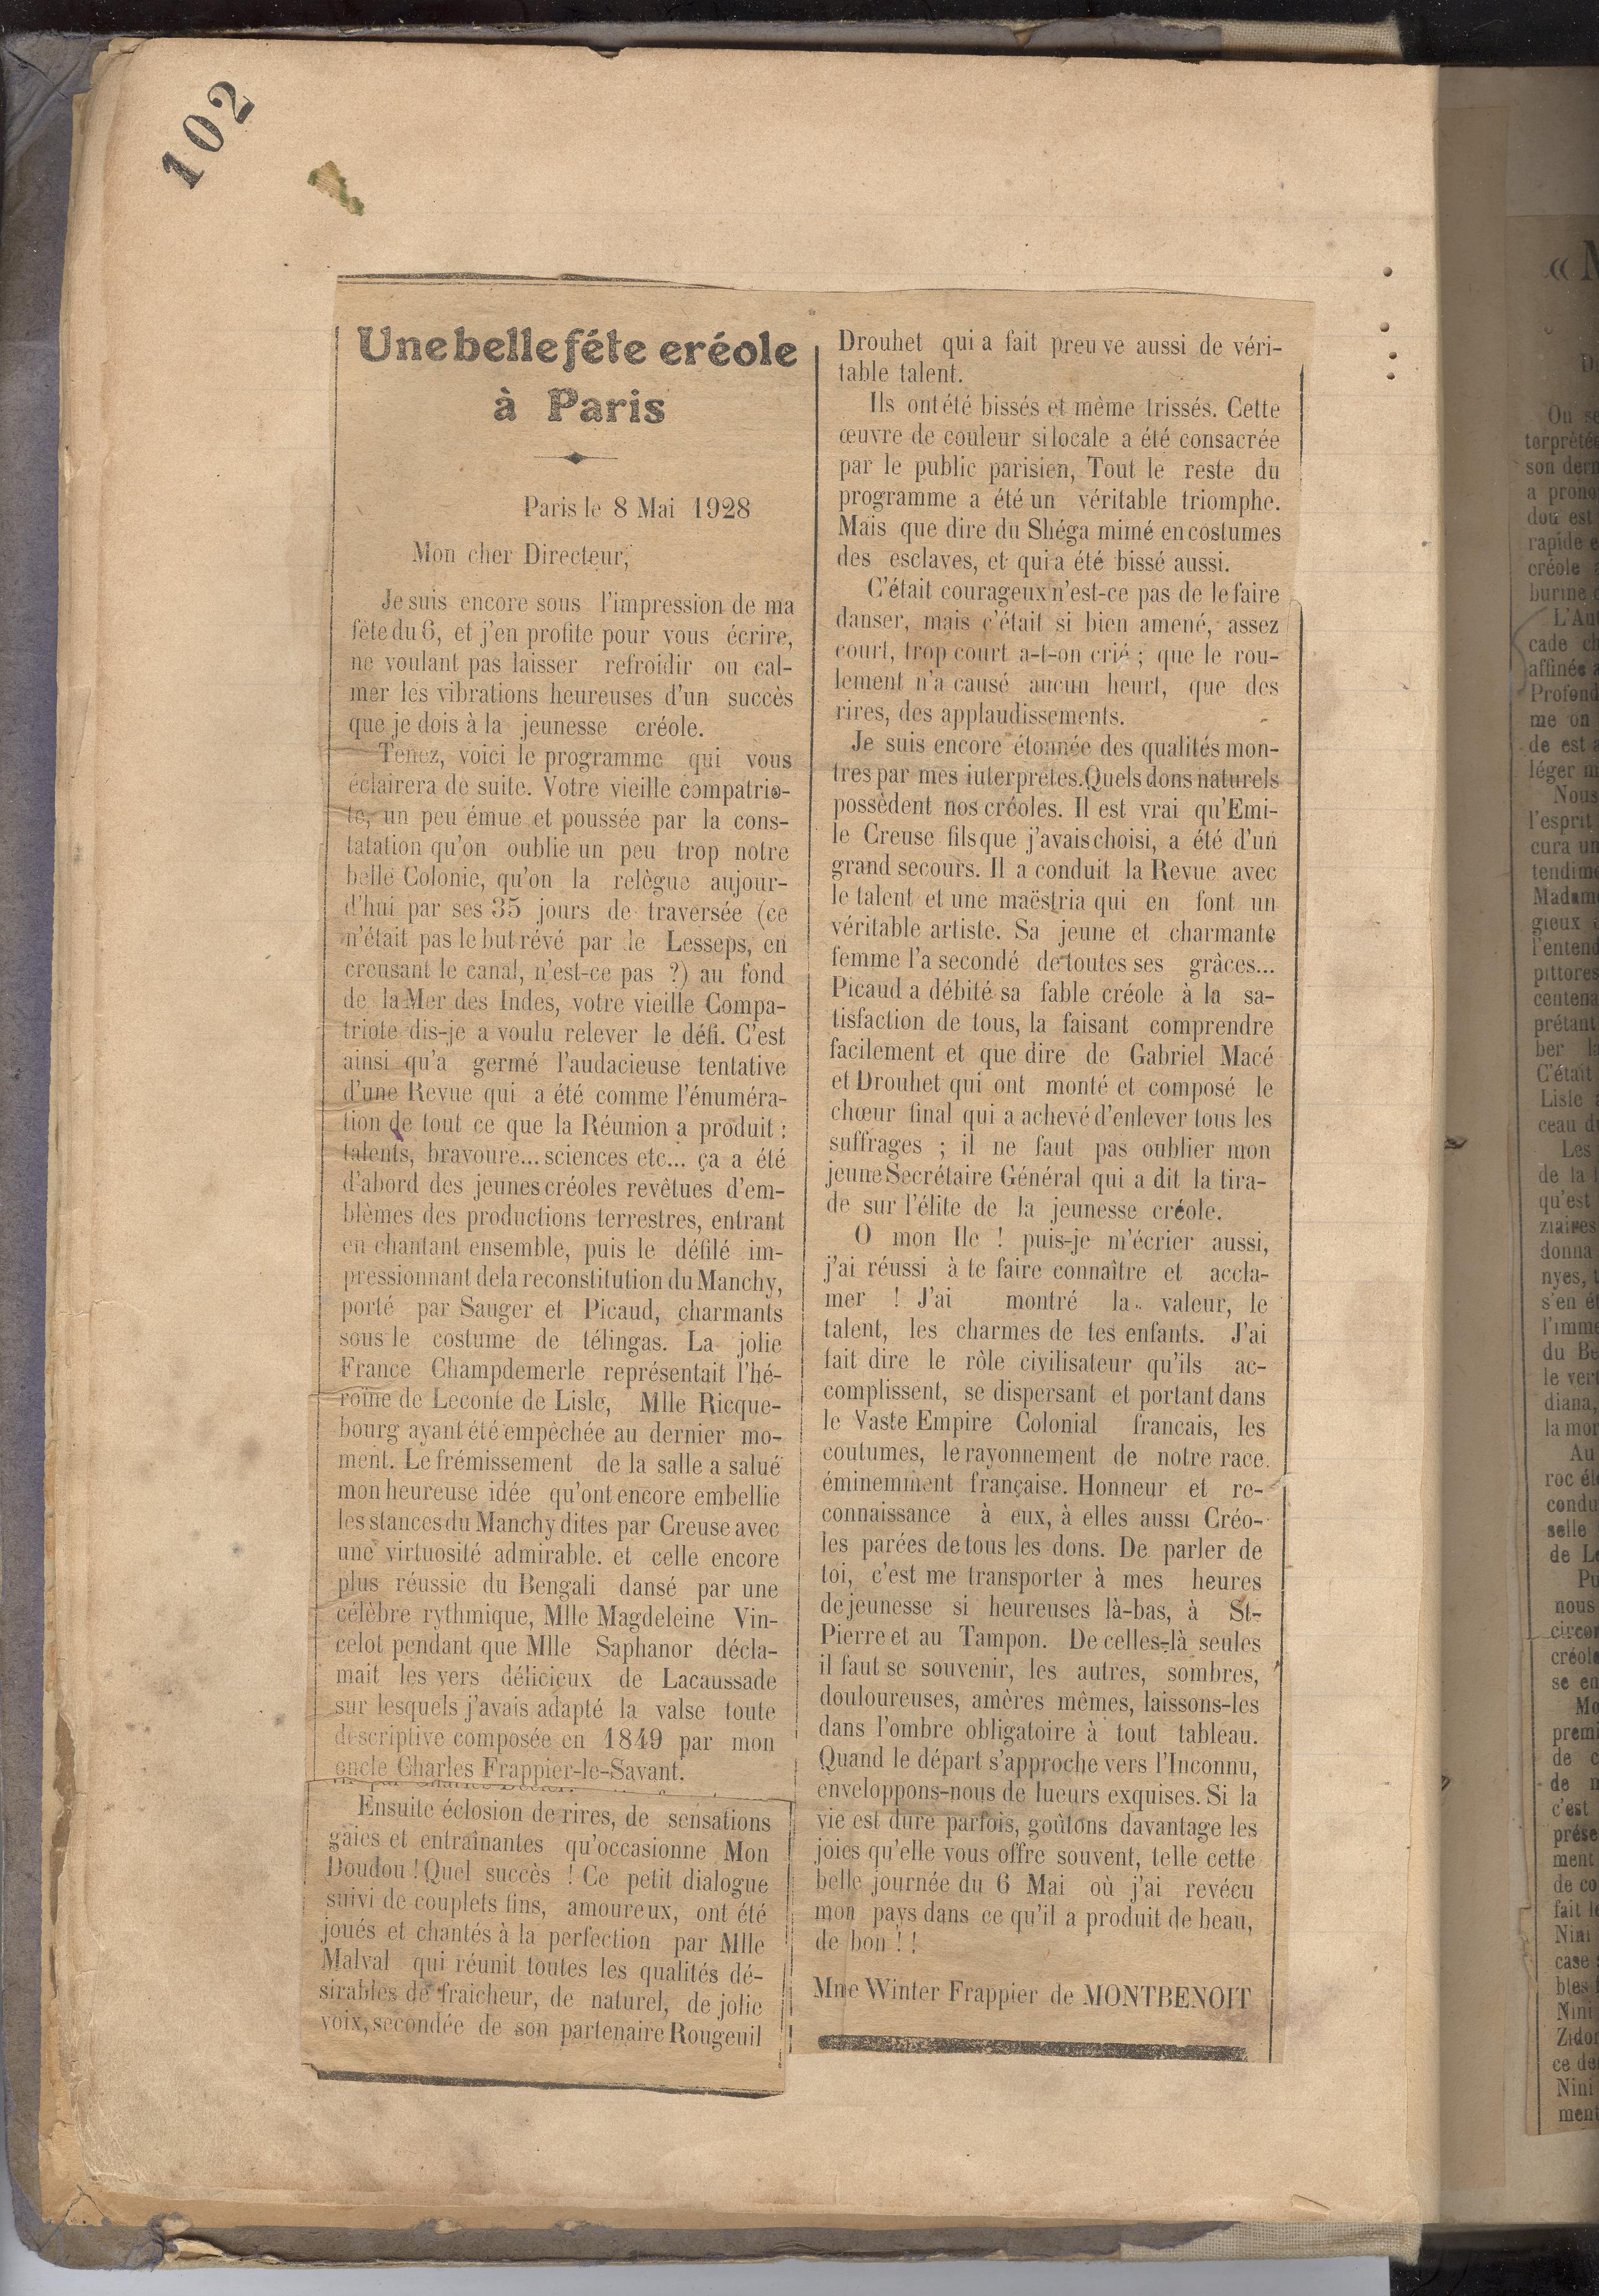 102
Une belle féte eréole
à Paris
Paris le 8 Mai 1928
Mon cher Directeur,
Je suis encore sous l'impression de ma
fête du 6, et j'en profite pour vous écrire,
ne voulant pas laisser refroidir ou cal-
mer les vibrations heureuses d'un succès
que je dois à la jeunesse créole.
Tenez, voici le programme qui vous
éclairera de suite. Votre vieille compatrio-
te, un peu émue et poussée par la cons-
tatation qu'on oublie un peu trop notre
belle Colonie, qu'on la relègue aujour-
d'hui par ses 35 jours de traversée (ce
n'était pas le but révé par de Lesseps, en
creusant le canal, n'est-ce pas ?) au fond
de la Mer des Indes, votre vieille Compa-
triote dis-je a voulu relever le défi. C'est
ainsi qu'a germé l'audacieuse tentative
d'une Revue qui a été comme l'énuméra-
tion de tout ce que la Réunion a produit :
talents, bravoure... sciences etc... ça a été
d'abord des jeunes créoles revêtues d'em-
blèmes des productions terrestres, entrant
en chantant ensemble, puis le défilé im-
pressionnant de la reconstitution du Manchy,
porté par Sauger et Picaud, charmants
sous le costume de télingas. La jolie
France Champdemerle représentait l'hé-
roïne de Leconte de Lisle, Mlle Ricque-
bourg ayant été empêchée au dernier mo-
ment. Le frémissement de la salle a salué
mon heureuse idée qu'ont encore embellie
les stances du Manchy dites par Creuse avec
une virtuosité admirable. et celle encore
plus réussie du Bengali dansé par une
célèbre rythmique, Mlle Magdeleine Vin-
celot pendant que Mlle Saphanor décla-
mait les vers délicieux de Lacaussade
sur lesquels j'avais adapté la valse toute
descriptive composée en 1849 par mon
oncle Charles Frappier-le-Savant.
Ensuite éclosion de rires, de sensations
gaies et entraînantes qu'occasionne Mon
Doudou ! Quel succès ! Ce petit dialogue
suivi de couplets fins, amoureux, ont été
joués et chantés à la perfection par Mlle
Malval qui réunit toutes les qualités dé-
sirables de fraicheur, de naturel, de jolie
voix, secondée de son partenaire Rougeuil
Drouhet qui a fait preuve aussi de véri-
table talent.
Ils ont été bissés et même trissés. Cette
œuvre de couleur si locale a été consacrée
par le public parisien, Tout le reste du
programme a été un véritable triomphe.
Mais que dire du Shéga mimé en costumes
des esclaves, et qui a été bissé aussi.
C'était courageux n'est-ce pas de le faire
danser, mais c'était si bien amené, assez
court, trop court a-t-on crié ; que le rou-
lement n'a causé aucun heurt, que des
rires, des applaudissements.
Je suis encore étonnée des qualités mon-
tres par mes iuterpretes. Quels dons naturels
possèdent nos créoles. Il est vrai qu'Emi-
le Creuse fils que j'avais choisi, a été d'un
grand secours. Il a conduit la Revue avec
le talent et une maëstria qui en font un
véritable artiste. Sa jeune et charmante
femme l'a secondé de toutes ses grâces...
Picaud a débité sa fable créole à la sa-
tisfaction de tous, la faisant comprendre
facilement et que dire de Gabriel Macé
et Drouhet qui ont monté et composé le
chœur final qui a achevé d'enlever tous les
suffrages ; il ne faut pas oublier mon
jeune Secrétaire Général qui a dit la tira-
de sur l'élite de la jeunesse créole.
O mon Ile ! puis-je m'écrier aussi,
j'ai réussi à te faire connaître et accla-
mer ! J'ai montré la valeur, le
talent, les charmes de tes enfants. J'ai
fait dire le rôle civilisateur qu'ils ac-
complissent, se dispersant et portant dans
le Vaste Empire Colonial francais, les
coutumes, le rayonnement de notre race
éminemment française. Honneur et re-
connaissance à eux, à elles aussi Créo-
les parées de tous les dons. De parler de
toi, c'est me transporter à mes heures
de jeunesse si heureuses là-bas, à St-
Pierre et au Tampon. De celles-là seules
il faut se souvenir, les autres, sombres,
douloureuses, amères mêmes, laissons-les
dans l'ombre obligatoire à tout tableau.
Quand le départ s'approche vers l'Inconnu,
enveloppons-nous de lueurs exquises. Si la
vie est dure parfois, goûtons davantage les
joies qu'elle vous offre souvent, telle cette
belle journée du 6 Mai où j'ai revécu
mon pays dans ce qu'il a produit de beau,
de bon ! !
Mme Winter Frappier de MONTBENOIT